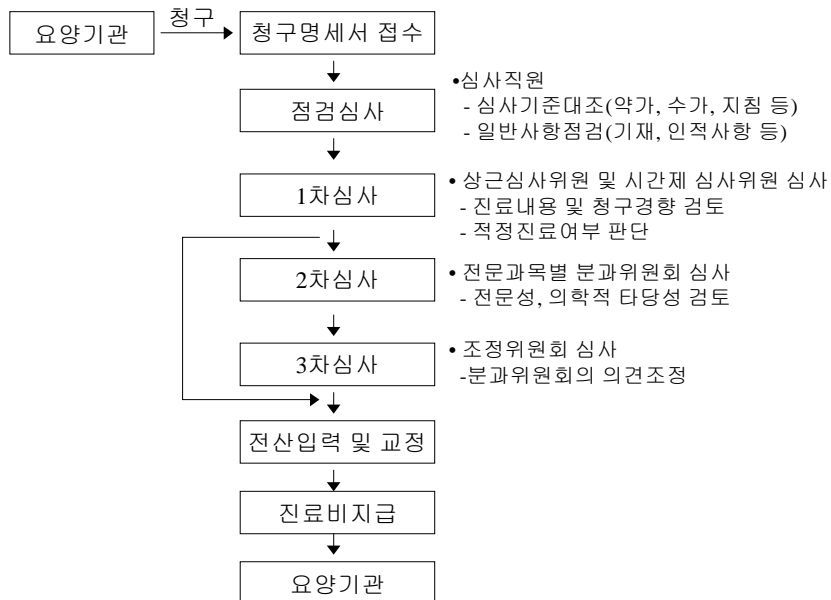 요양기관
청구
청구명세서 접수
점검심사
•심사직원
- 심사기준대조(약가, 수가, 지침 등)
- 일반사항점검(기재, 인적사항 등)
1차심사
• 상근심사위원 및 시간제 심사위원 심사
- 진료내용 및 청구경향 검토
- 적정진료여부 판단
2차심사
• 전문과목별 분과위원회 심사
- 전문성, 의학적 타당성 검토
3차심사
• 조정위원회 심사
-분과위원회의 의견조정
전산입력 및 교정
진료비지급
요양기관